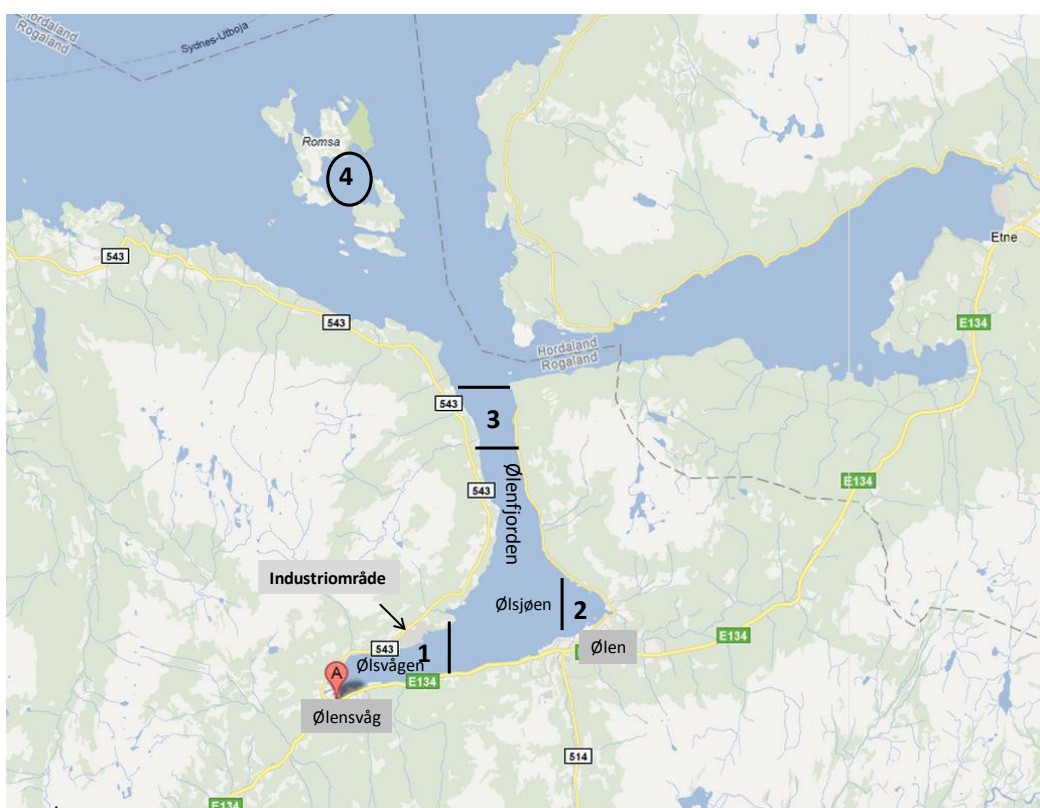 Hordaland
Rogaland
Sydnes-Utboja
Romsa
4
Etne
543
543
E134
Hordaland
Rogaland
543
3
Ølenfjorden
E134
543
Industriområde
Ølsjøen
2
543
1
Ølsvågen
Ølen
E134
E134
A
Ølensvåg
514
E134